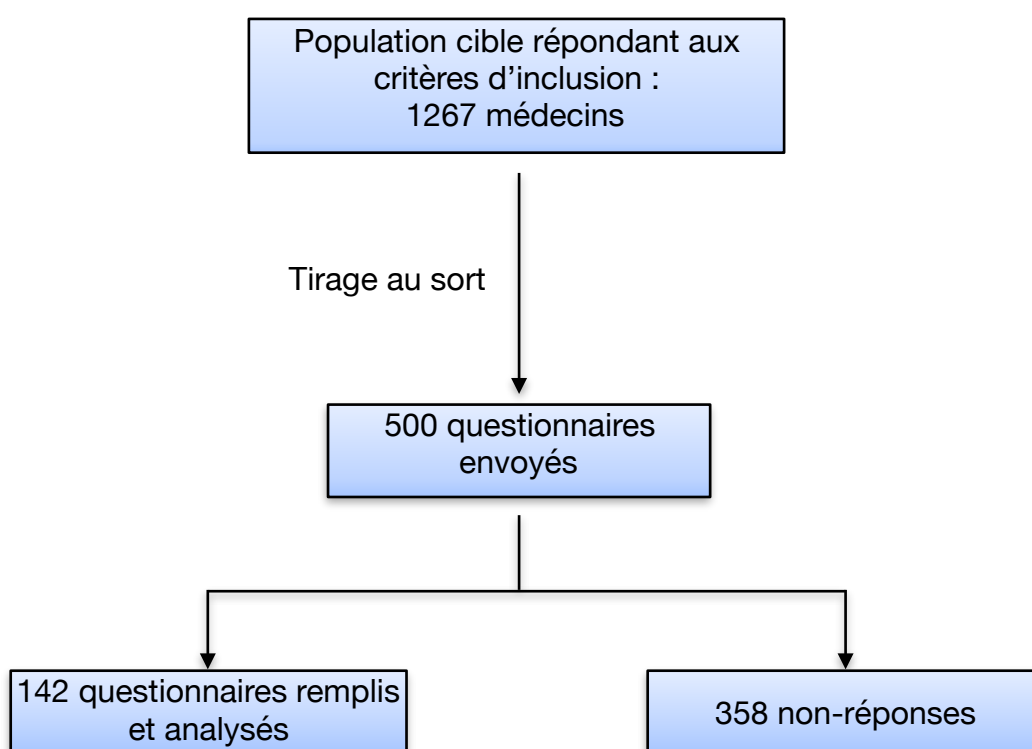 Population cible répondant aux
critères d’inclusion :
1267 médecins
Tirage au sort
500 questionnaires
envoyés
142 questionnaires remplis
et analysés
358 non-réponses